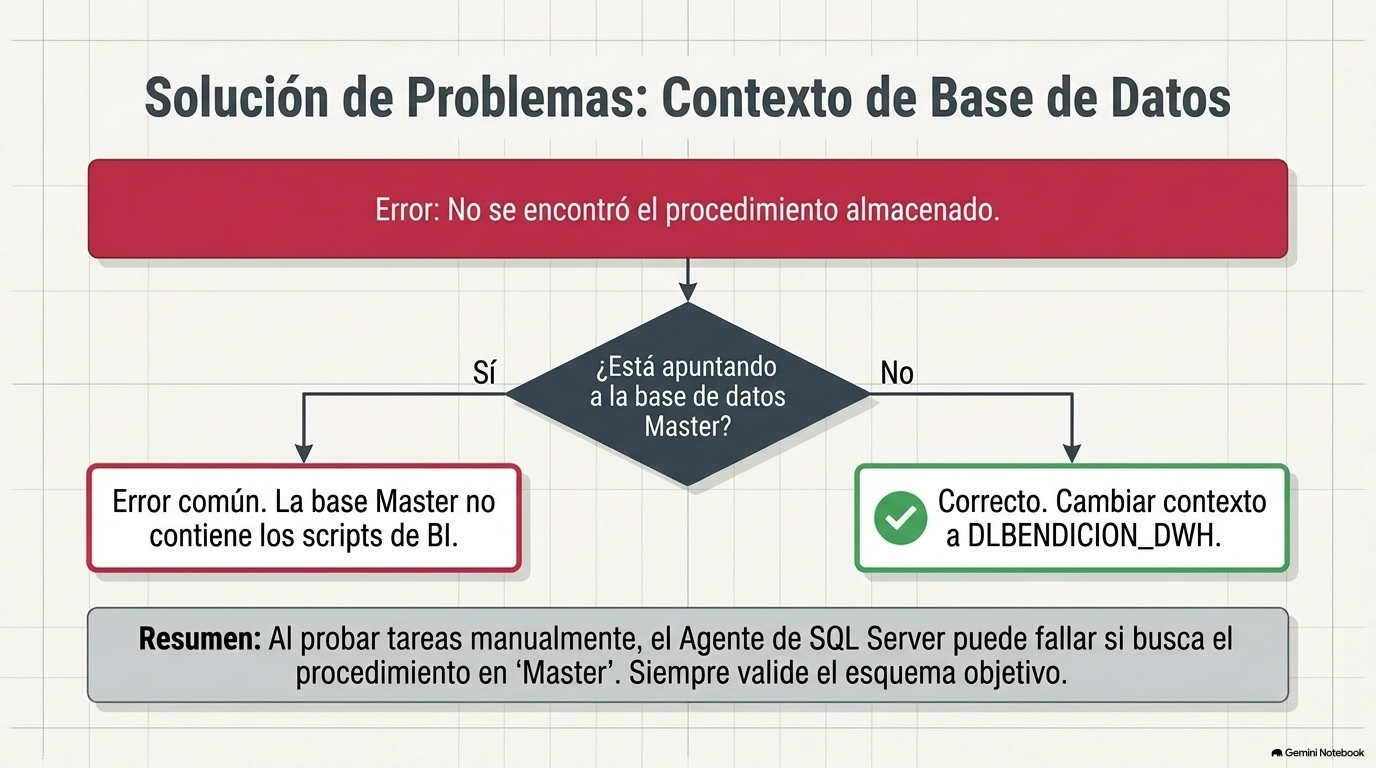 Solución de Problemas: Contexto de Base de Datos
Error: No se encontró el procedimiento almacenado.
¿Está apuntando
a la base de datos
Master?
Sí
No
Error común. La base Master no
contiene los scripts de BI.
Correcto. Cambiar contexto
a DLBENDICION_DWH.
Resumen: Al probar tareas manualmente, el Agente de SQL Server puede fallar si busca el
procedimiento en ‘Master’. Siempre valide el esquema objetivo.
Gemini Notebook